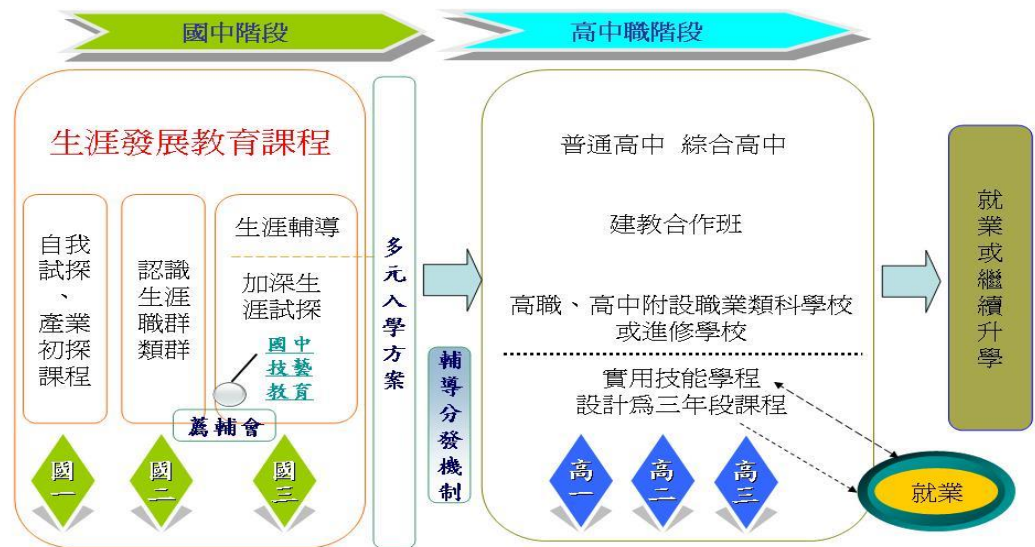 國中階段
高中職階段
生涯發展教育課程
自我
試探
、
產業
初探
課程
認識
生涯
職群
類群
生涯輔導
加深生
涯試探
國中
技藝
教育
薦輔會
國一
國二
國三
多元入學方案
輔導分發機制
普通高中 綜合高中
建教合作班
高職、高中附設職業類科學校
或進修學校
實用技能學程
設計為三年段課程
高一
高二
高三
就業或繼續升學
就業